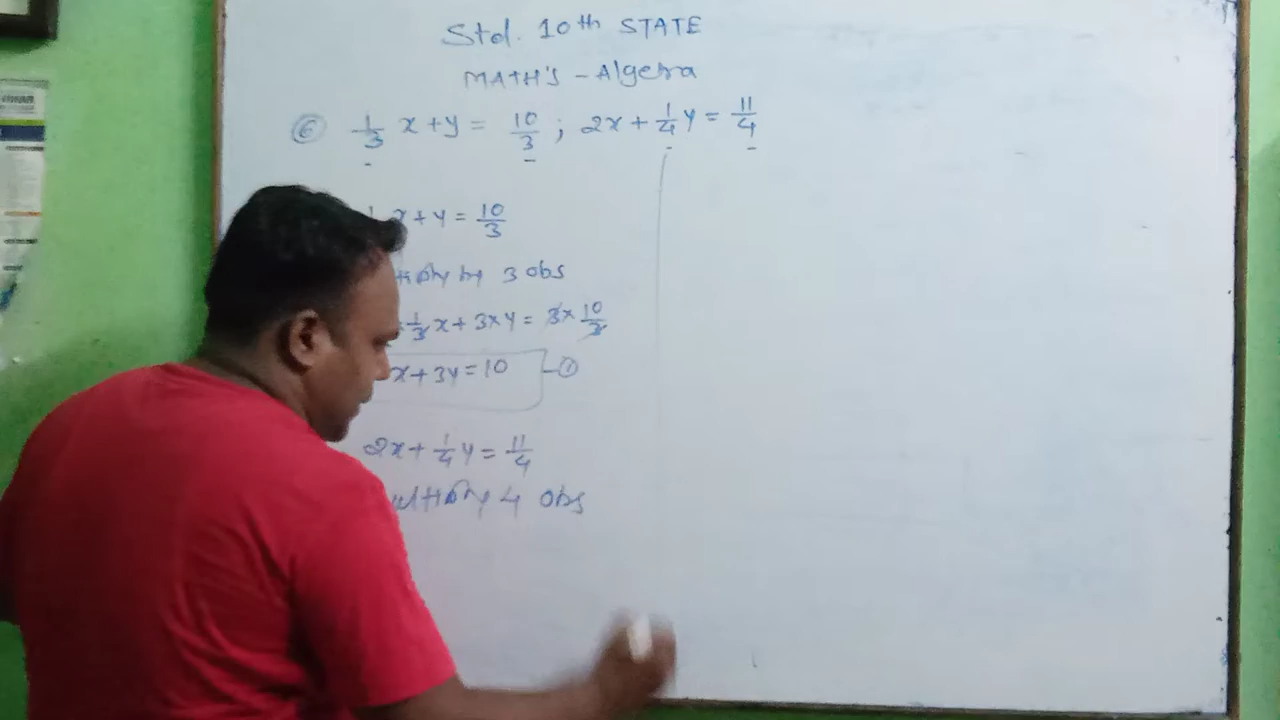 Std. 10th STATE
MATH'S - Algebra
⑥ 1/3 x + y = 10/3 ; 2x + 1/4 y = 11/4
x + y = 10/3
by 3 obs
1/3 x + 3 × y = 3 × 10/3
x + 3y = 10 - ①
2x + 1/4 y = 11/4
4 obs